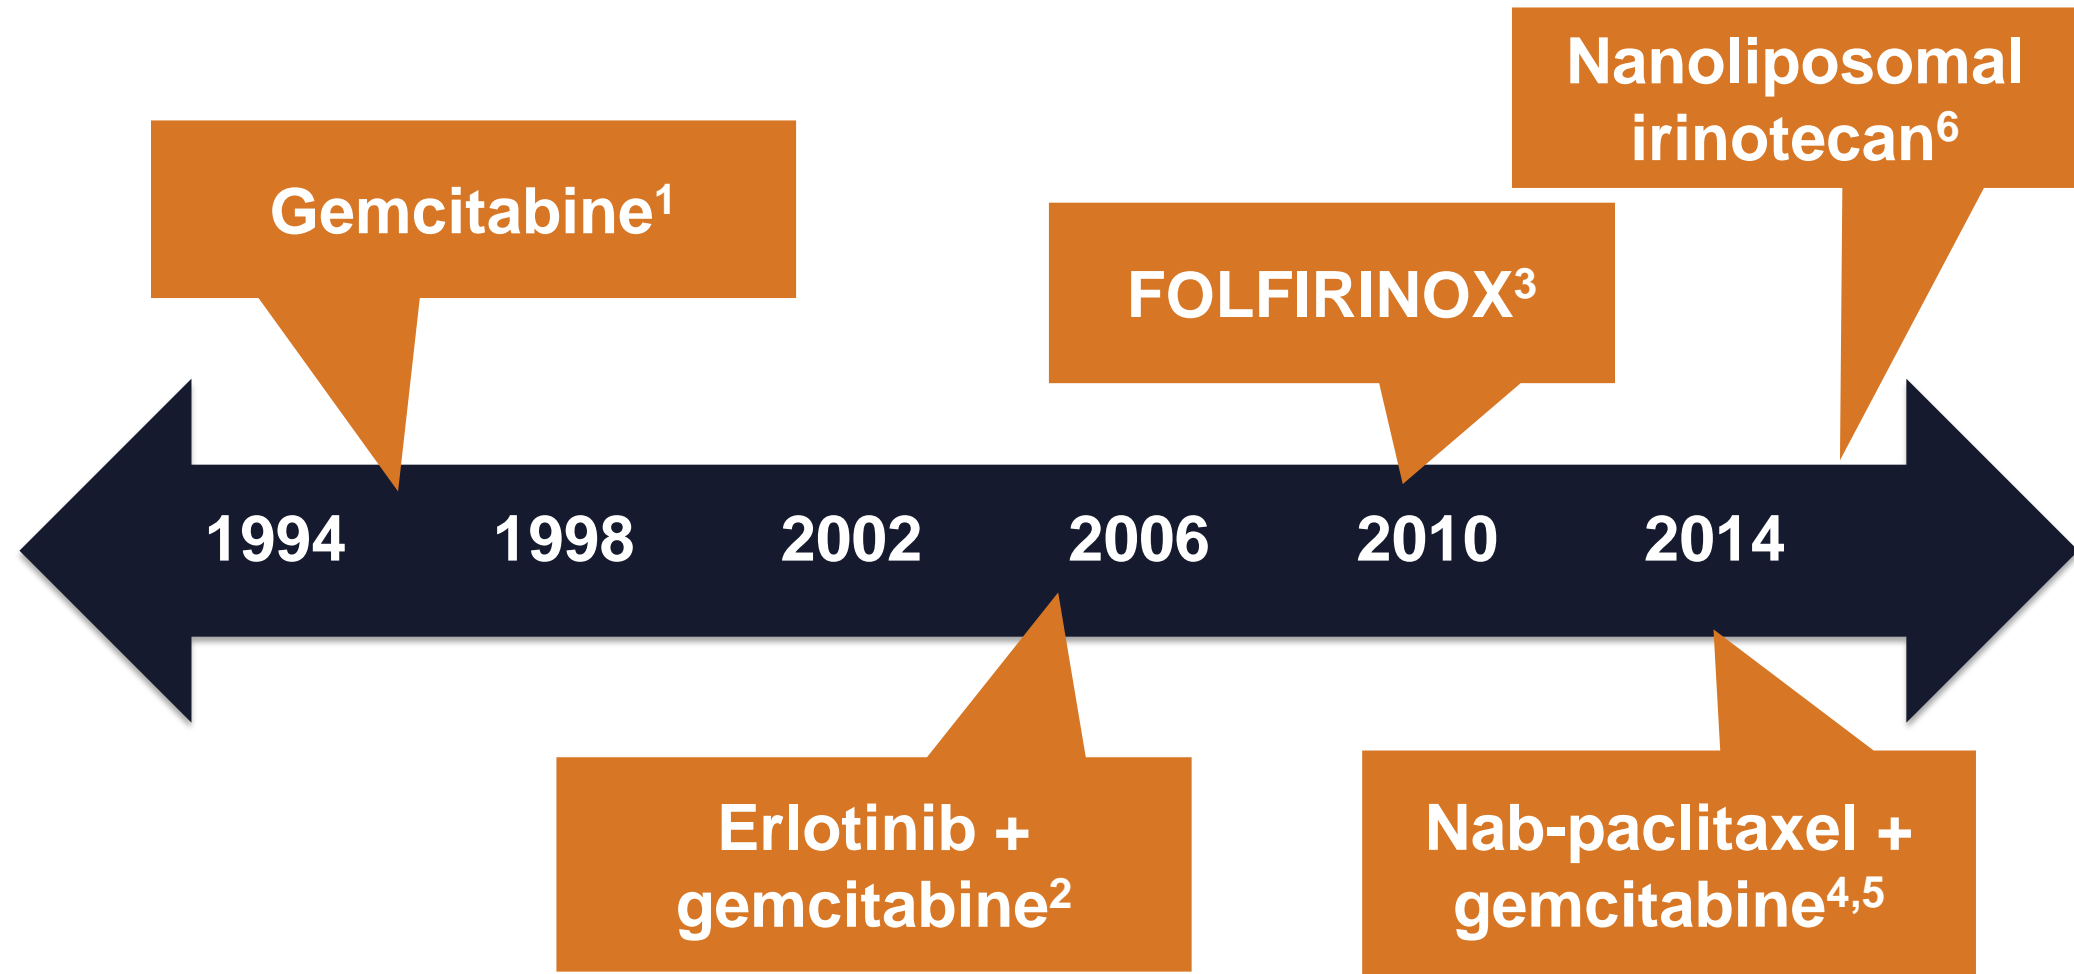 Nanoliposomal
irinotecan⁶
Gemcitabine¹
FOLFIRINOX³
1994 1998 2002 2006 2010 2014
Erlotinib +
gemcitabine²
Nab-paclitaxel +
gemcitabine⁴,⁵